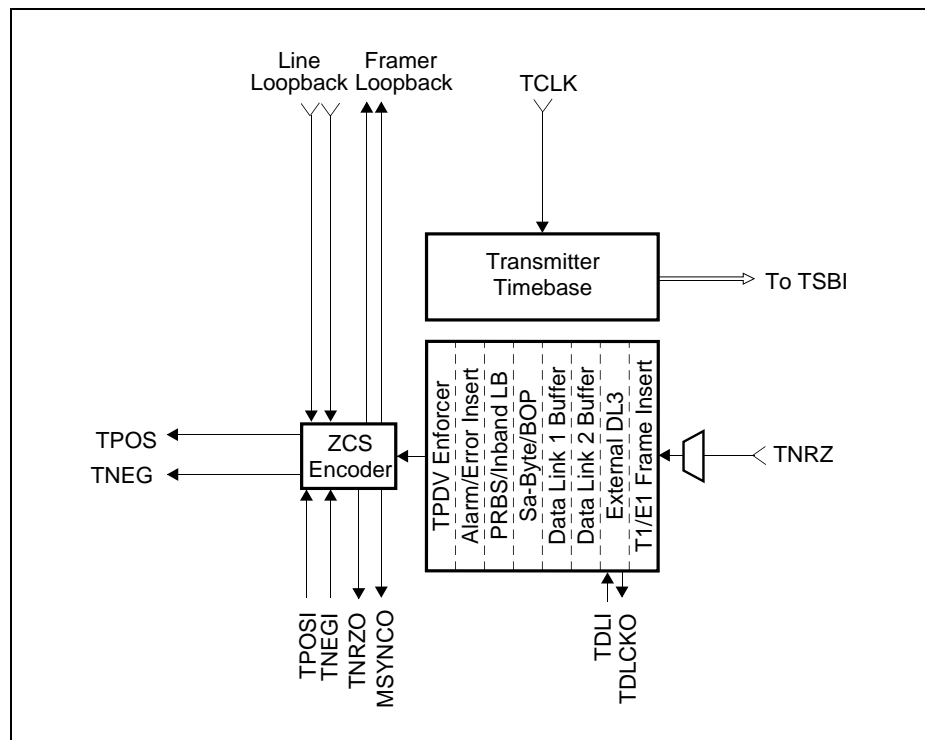 Line
Loopback
Framer
Loopback
TCLK
Transmitter
Timebase
To TSBI
TPOS
TNEG
ZCS
Encoder
TPDV Enforcer
Alarm/Error Insert
PRBS/Inband LB
Sa-Byte/BOP
Data Link 1 Buffer
Data Link 2 Buffer
External DL3
T1/E1 Frame Insert
TNRZ
TPOSI
TNEGI
TNRZO
MSYNCO
TDLI
TDLCKO